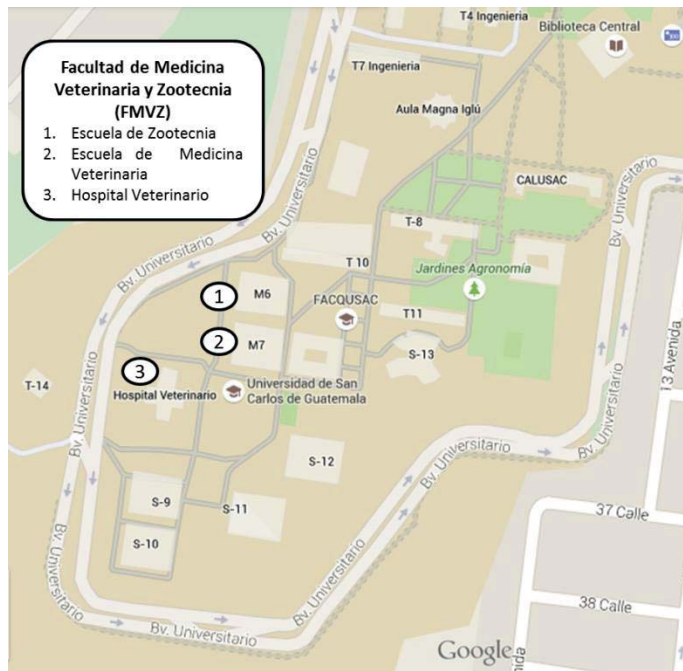 T4 Ingenieria
Biblioteca Central
Facultad de Medicina
Veterinaria y Zootecnia
(FMVZ)
1. Escuela de Zootecnia
2. Escuela de Medicina
Veterinaria
3. Hospital Veterinario
T7 Ingenieria
Aula Magna Iglú
CALUSAC
Bv. Universitario
Bv. Universitario
Bv. Universitario
Bv. Universitario
T-8
T 10
Jardines Agronomía
1
M6
FACQUSAC
T11
2
M7
S-13
3
Hospital Veterinario
T-14
Universidad de San
Carlos de Guatemala
13 Avenida
Bv. Universitario
S-12
Bv. Universitario
S-9
S-11
S-10
37 Calle
Bv. Universitario
38 Calle
Bv. Universitario
Google
enida